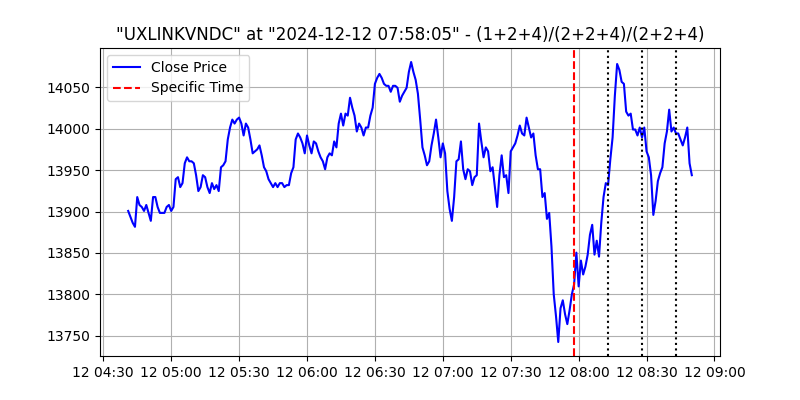 "UXLINKVNDC" at "2024-12-12 07:58:05" - (1+2+4)/(2+2+4)/(2+2+4)
Close Price
Specific Time
14050
14000
13950
13900
13850
13800
13750
12 04:30 12 05:00 12 05:30 12 06:00 12 06:30 12 07:00 12 07:30 12 08:00 12 08:30 12 09:00